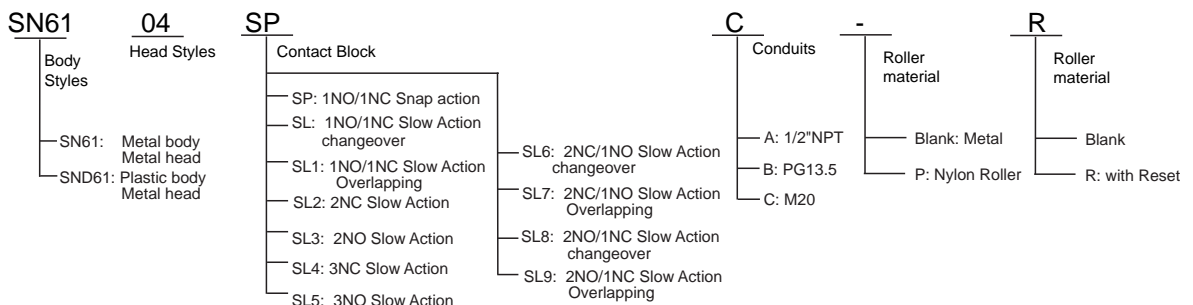 SN61 04 SP C - R
Body Styles
Head Styles
Contact Block
Conduits
Roller material
Roller material
SN61: Metal body
Metal head
SND61: Plastic body
Metal head
SP: 1NO/1NC Snap action
SL: 1NO/1NC Slow Action
changeover
SL1: 1NO/1NC Slow Action
Overlapping
SL2: 2NC Slow Action
SL3: 2NO Slow Action
SL4: 3NC Slow Action
SL5: 3NO Slow Action
SL6: 2NC/1NO Slow Action
changeover
SL7: 2NC/1NO Slow Action
Overlapping
SL8: 2NO/1NC Slow Action
changeover
SL9: 2NO/1NC Slow Action
Overlapping
A: 1/2"NPT
B: PG13.5
C: M20
Blank: Metal
P: Nylon Roller
Blank
R: with Reset